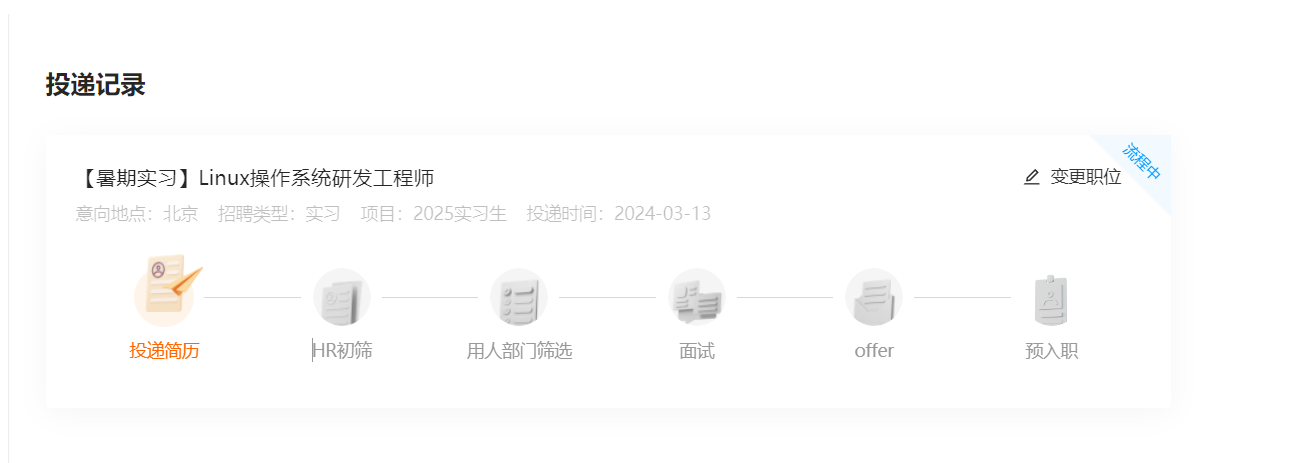 投递记录
流程中
【暑期实习】Linux操作系统研发工程师
变更职位
意向地点：北京 招聘类型：实习 项目：2025实习生 投递时间：2024-03-13
投递简历 HR初筛 用人部门筛选 面试 offer 预入职